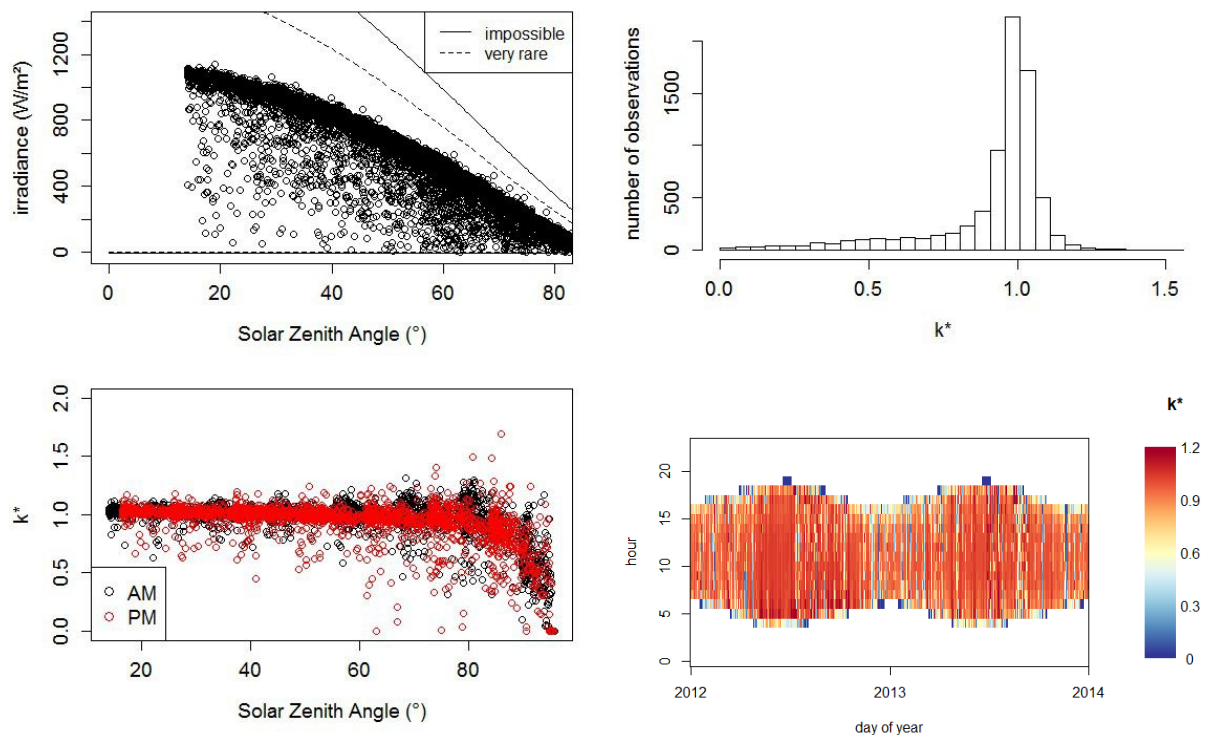 impossible
very rare
irradiance (W/m²)
0 400 800 1200
0 20 40 60 80
Solar Zenith Angle (°)
number of observations
0 500 1500
0.0 0.5 1.0 1.5
k*
k*
0.0 0.5 1.0 1.5 2.0
AM
PM
20 40 60 80
Solar Zenith Angle (°)
k*
hour
0 5 10 15 20
2012 2013 2014
day of year
1.2
0.9
0.6
0.3
0